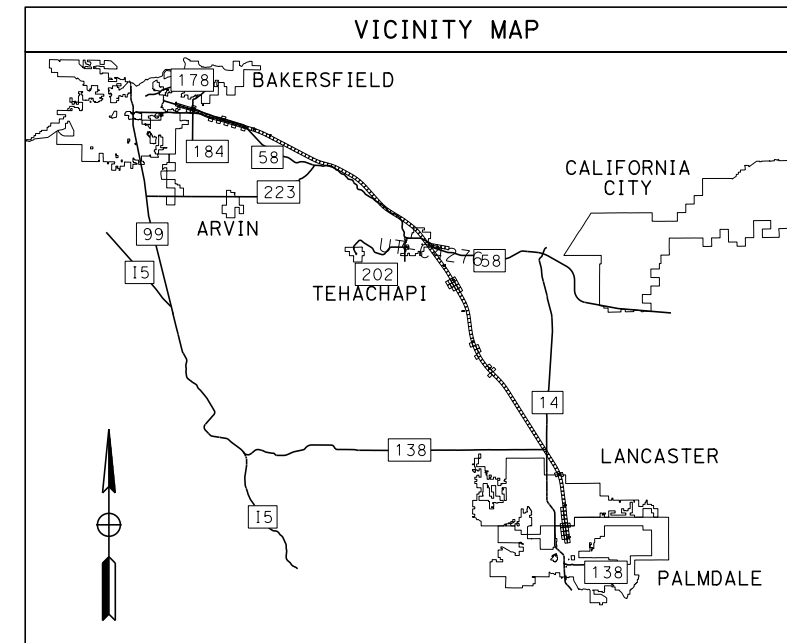 VICINITY MAP
178
BAKERSFIELD
184
58
223
ARVIN
99
I5
CALIFORNIA
CITY
58
202
TEHACHAPI
14
138
LANCASTER
I5
138
PALMDALE